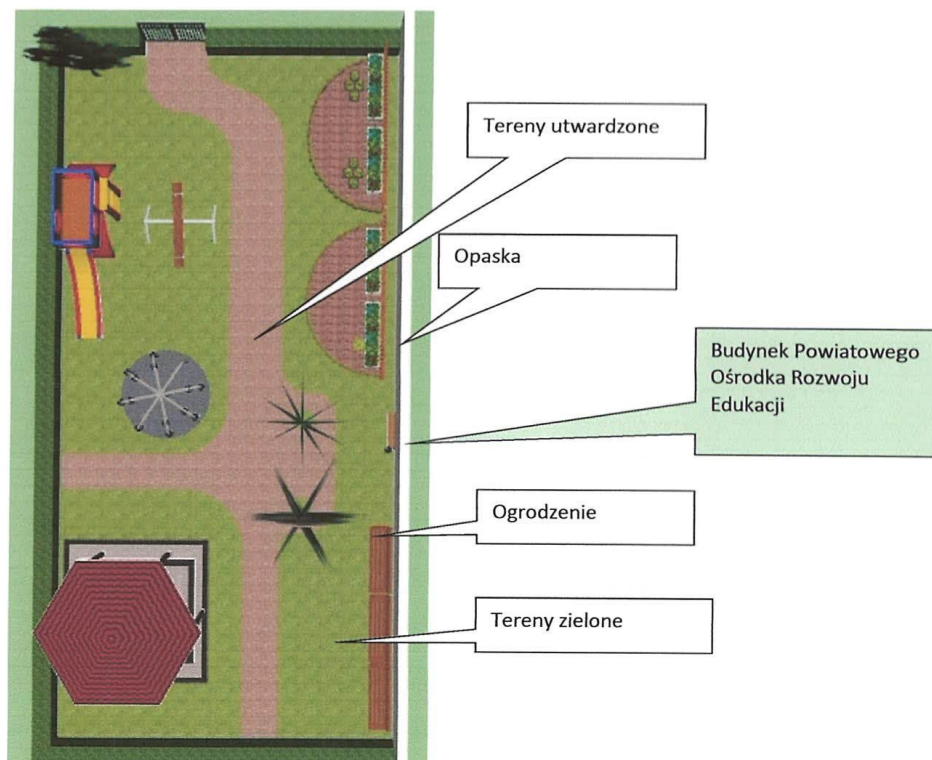 Tereny utwardzone
Opaska
Budynek Powiatowego
Ośrodka Rozwoju
Edukacji
Ogrodzenie
Tereny zielone